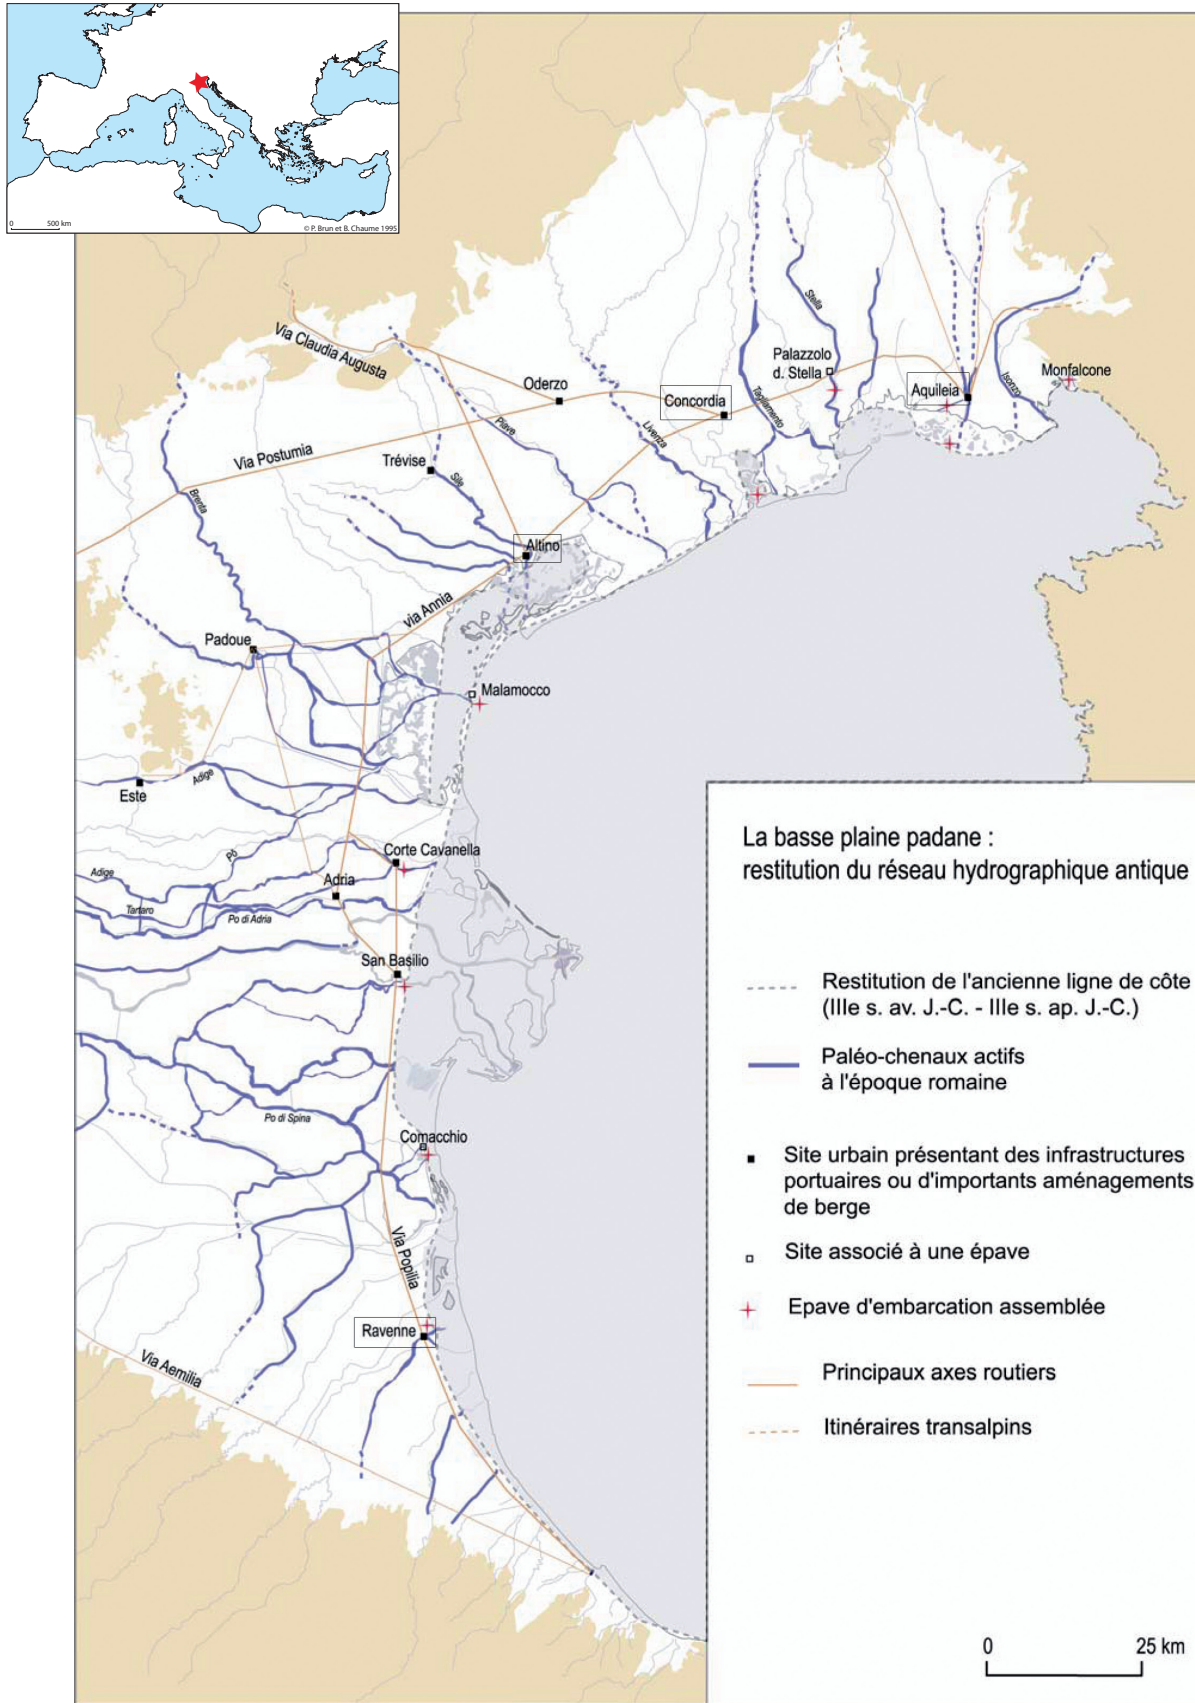 0 500 km
© P. Brun et B. Chaume 1995
Via Claudia Augusta
Oderzo
Palazzolo
d. Stella
Stella
Concordia
Aquileia
Monfalcone
Isonzo
Tagliamento
Livenza
Piave
Via Postumia
Trévise
Sile
Brenta
Altino
via Annia
Padoue
Malamocco
Este
Adige
Pô
Corte Cavanella
Adige
Adria
Tartaro
Po di Adria
San Basilio
Po di Spina
Comacchio
Via Popilia
Ravenne
Via Aemilia
La basse plaine padane :
restitution du réseau hydrographique antique
Restitution de l'ancienne ligne de côte
(IIIe s. av. J.-C. - IIIe s. ap. J.-C.)
Paléo-chenaux actifs
à l'époque romaine
Site urbain présentant des infrastructures
portuaires ou d'importants aménagements
de berge
Site associé à une épave
Epave d'embarcation assemblée
Principaux axes routiers
Itinéraires transalpins
0 25 km